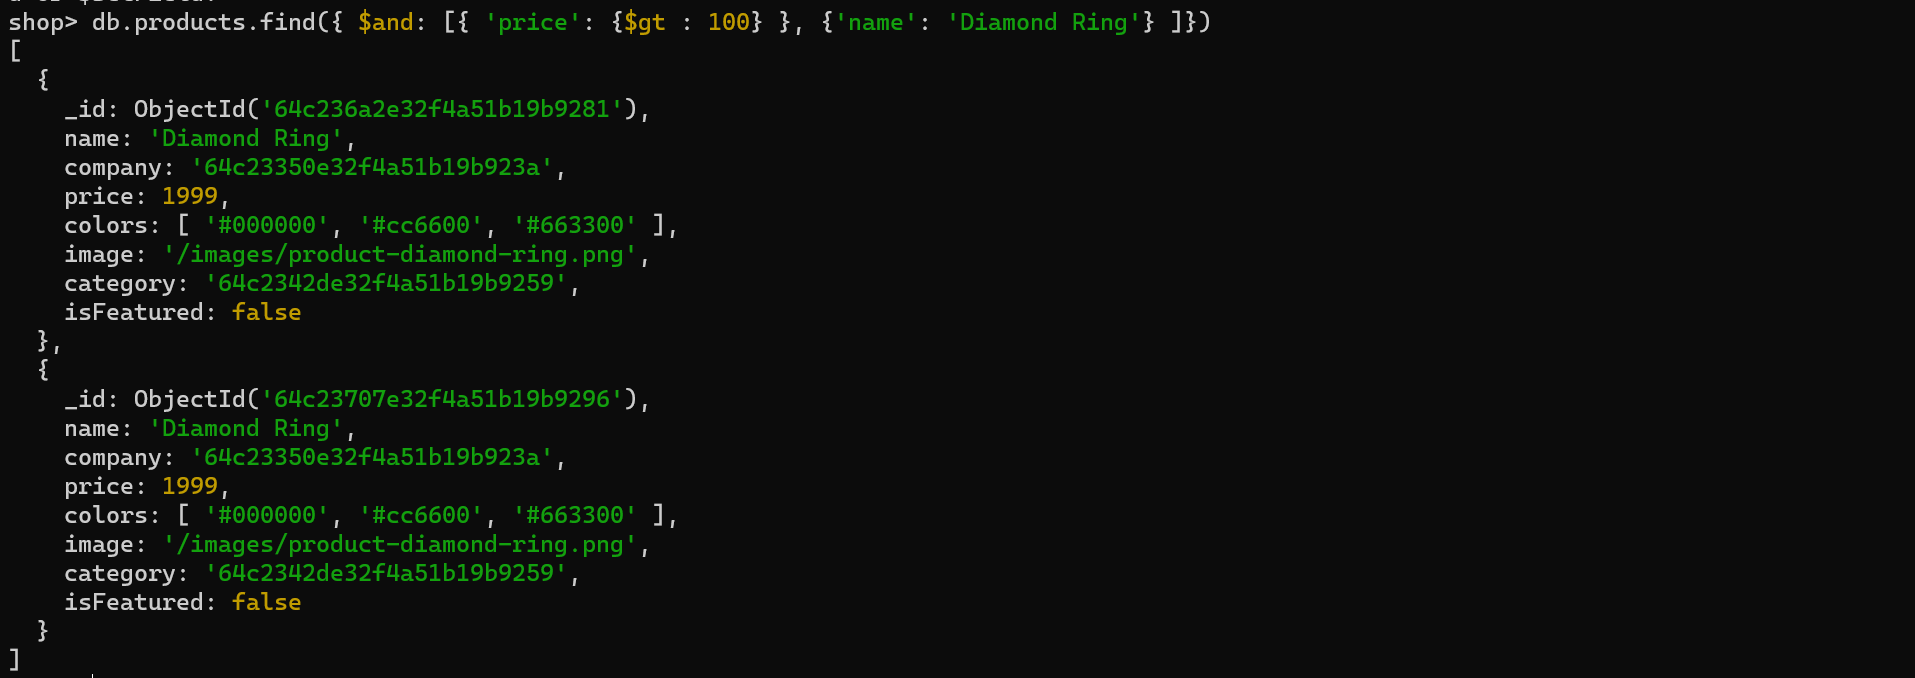 shop> db.products.find({ $and: [{ 'price': {$gt : 100} }, {'name': 'Diamond Ring'} ]})
[
  {
    _id: ObjectId('64c236a2e32f4a51b19b9281'),
    name: 'Diamond Ring',
    company: '64c23350e32f4a51b19b923a',
    price: 1999,
    colors: [ '#000000', '#cc6600', '#663300' ],
    image: '/images/product-diamond-ring.png',
    category: '64c2342de32f4a51b19b9259',
    isFeatured: false
  },
  {
    _id: ObjectId('64c23707e32f4a51b19b9296'),
    name: 'Diamond Ring',
    company: '64c23350e32f4a51b19b923a',
    price: 1999,
    colors: [ '#000000', '#cc6600', '#663300' ],
    image: '/images/product-diamond-ring.png',
    category: '64c2342de32f4a51b19b9259',
    isFeatured: false
  }
]